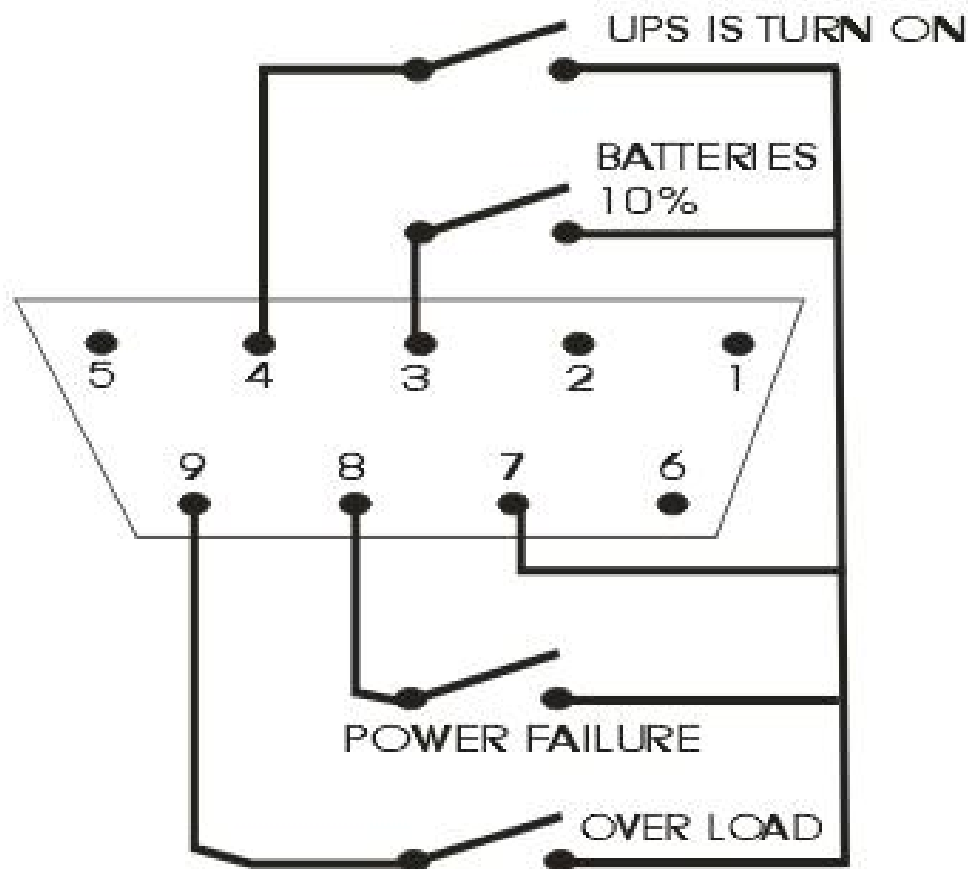 UPS IS TURN ON
BATTERIES
10%
5 4 3 2 1
9 8 7 6
POWER FAILURE
OVER LOAD